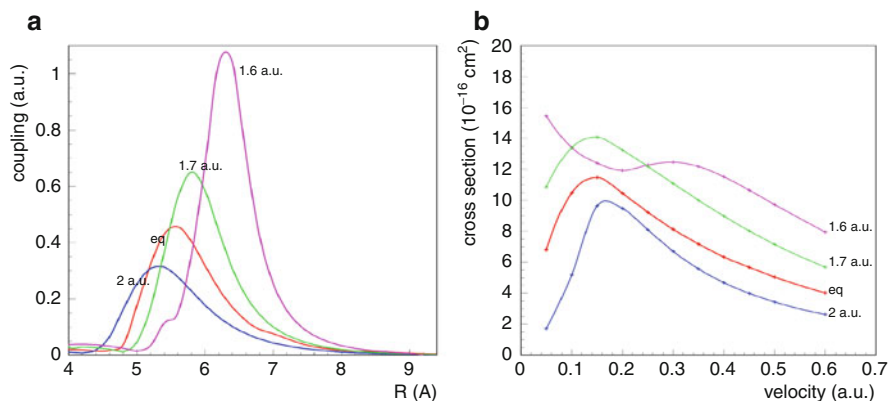 a
coupling (a.u.)
1
0.8
0.6
0.4
0.2
0
4
5
6
7
8
9
R (A)
1.6 a.u.
1.7 a.u.
eq
2 a.u.
b
cross section (10⁻¹⁶ cm²)
20
18
16
14
12
10
8
6
4
2
0
0
0.1
0.2
0.3
0.4
0.5
0.6
0.7
velocity (a.u.)
1.6 a.u.
1.7 a.u.
eq
2 a.u.